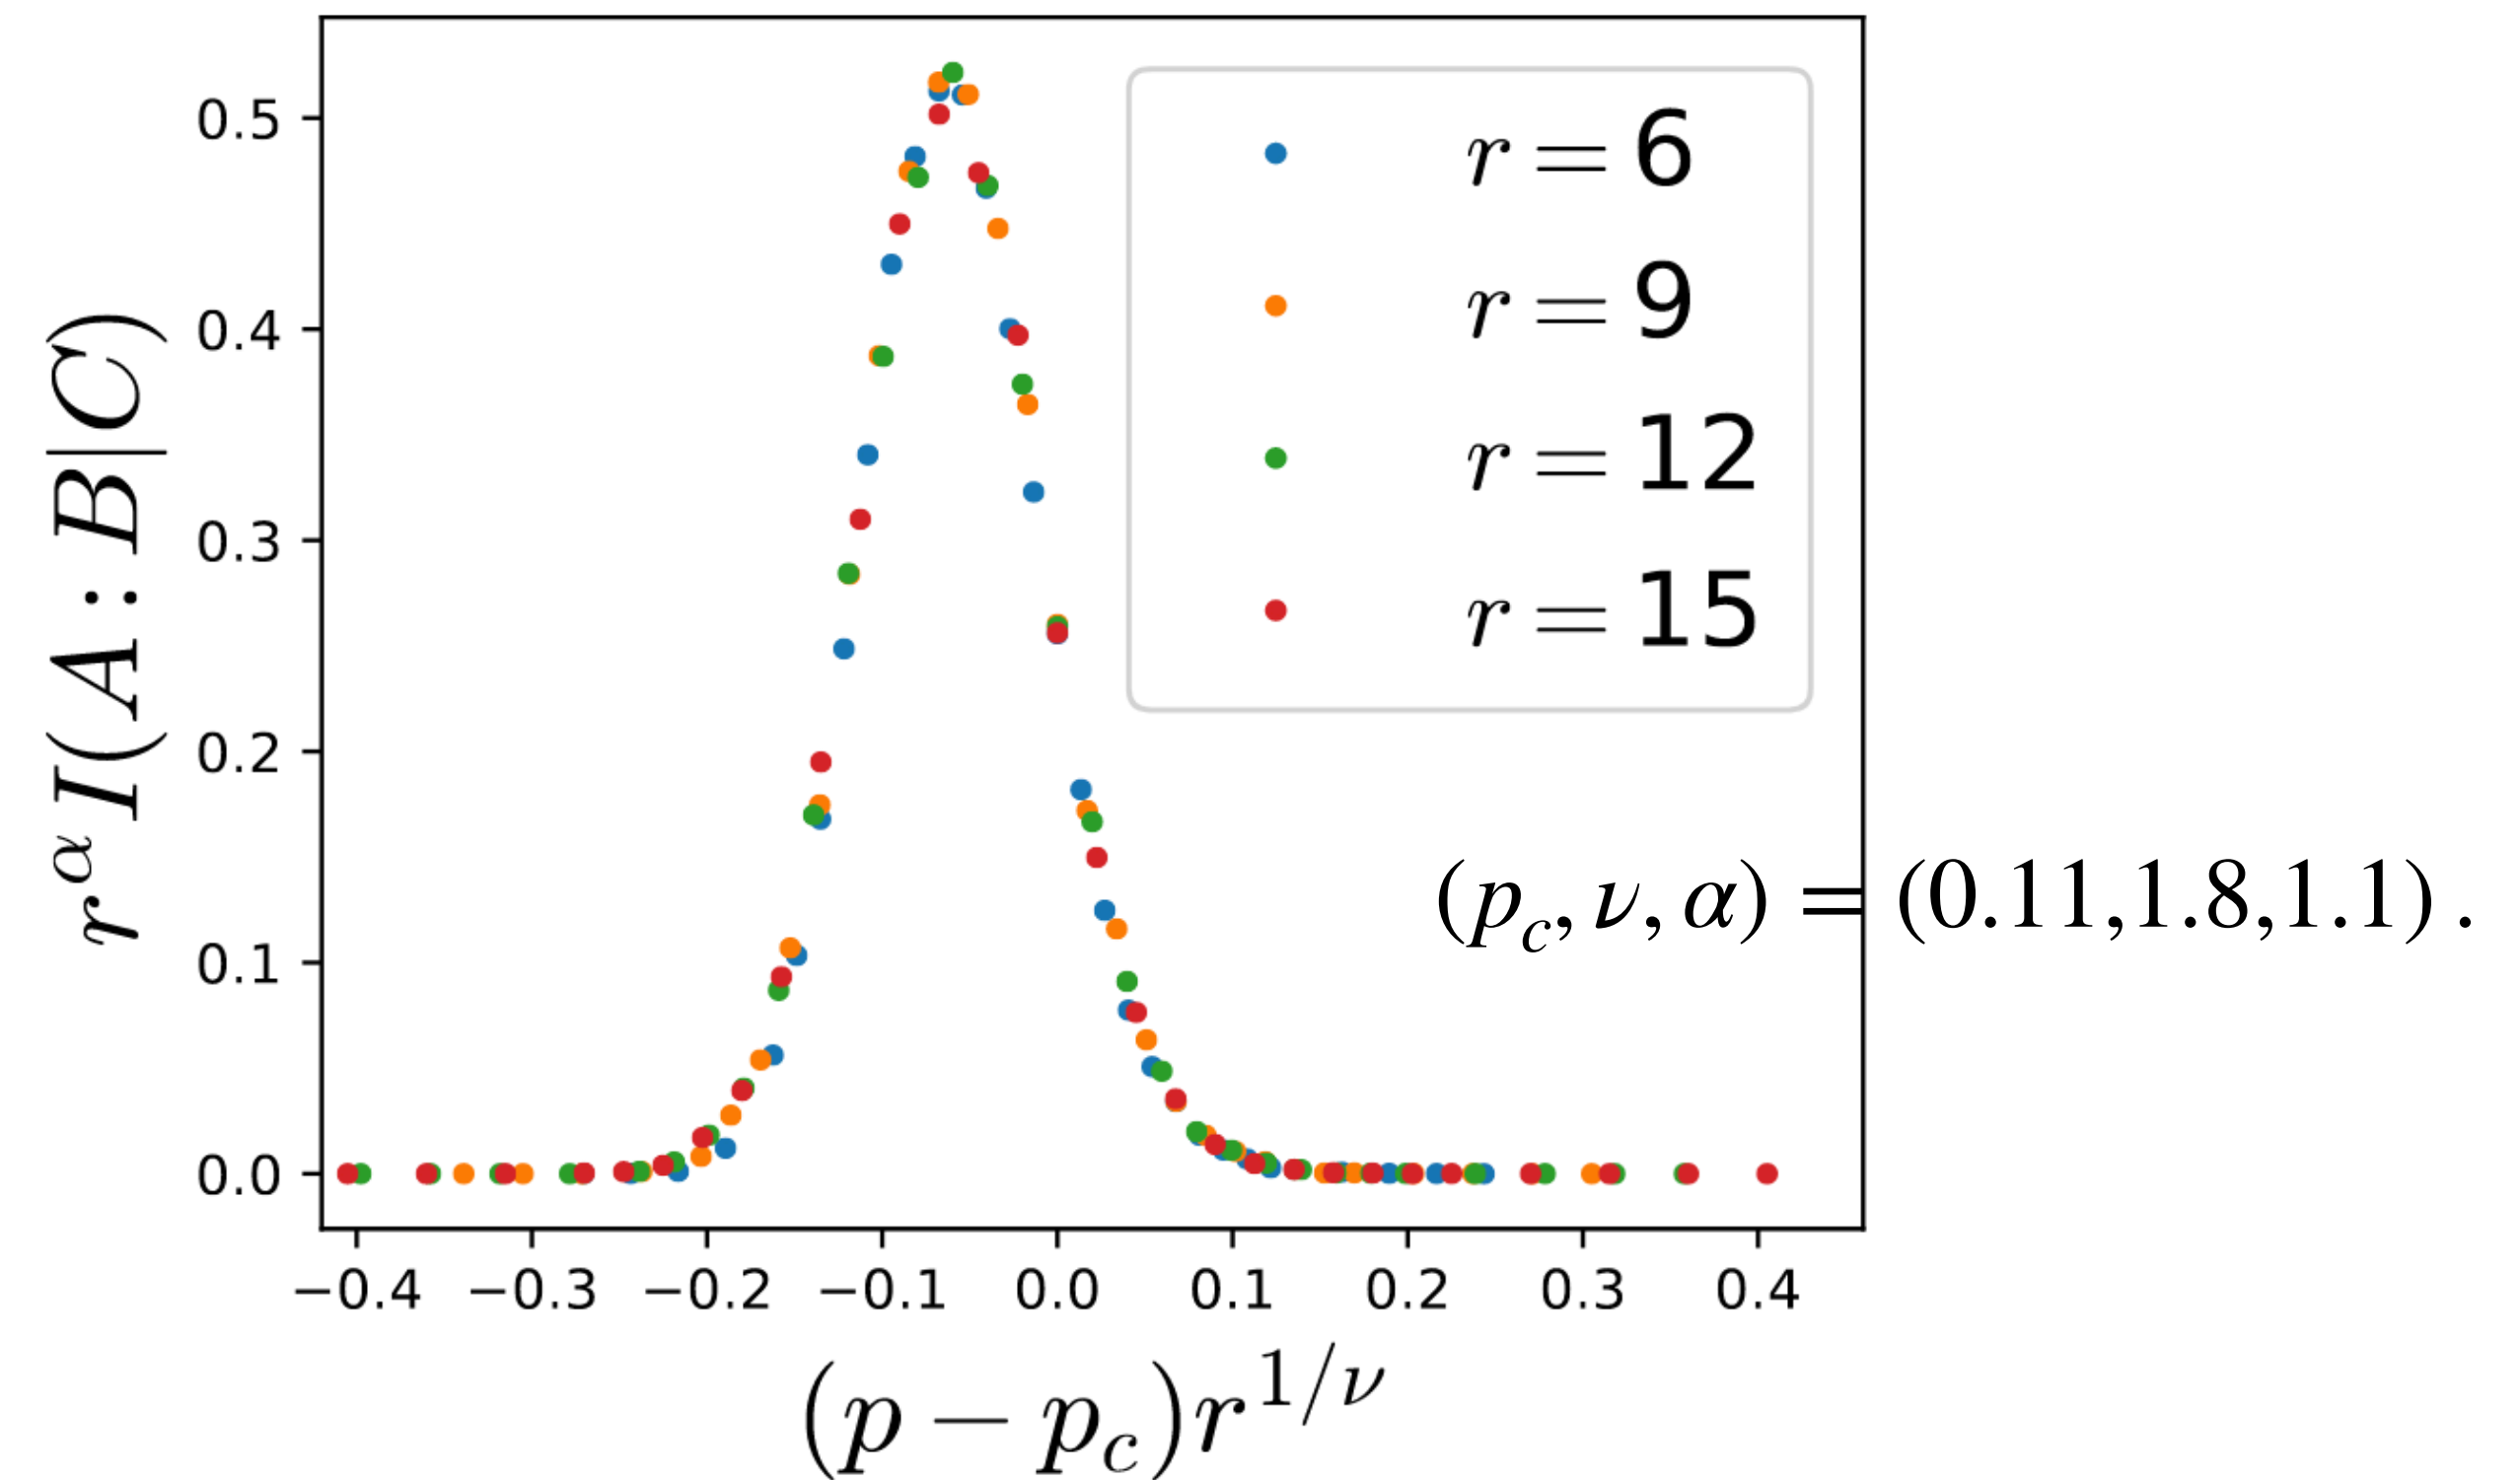 r^α I(A : B|C)
0.5
0.4
0.3
0.2
0.1
0.0
r = 6
r = 9
r = 12
r = 15
(p_c, ν, α) = (0.11,1.8,1.1) .
−0.4 −0.3 −0.2 −0.1 0.0 0.1 0.2 0.3 0.4
(p − p_c)r^{1/ν}